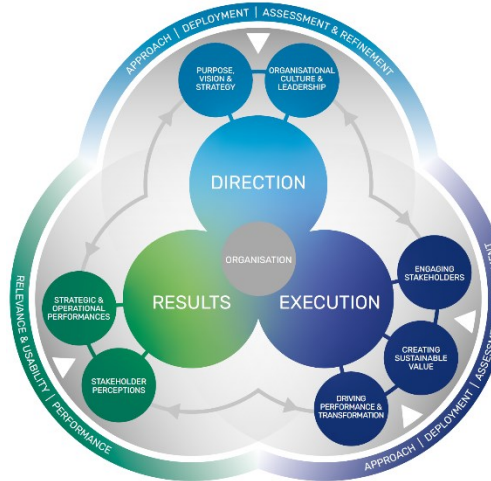 APPROACH | DEPLOYMENT | ASSESSMENT & REFINEMENT
PURPOSE,
VISION &
STRATEGY
ORGANISATIONAL
CULTURE &
LEADERSHIP
DIRECTION
ORGANISATION
RESULTS
EXECUTION
STRATEGIC &
OPERATIONAL
PERFORMANCES
STAKEHOLDER
PERCEPTIONS
ENGAGING
STAKEHOLDERS
CREATING
SUSTAINABLE
VALUE
DRIVING
PERFORMANCE &
TRANSFORMATION
RELEVANCE & USABILITY | PERFORMANCE
APPROACH | DEPLOYMENT |